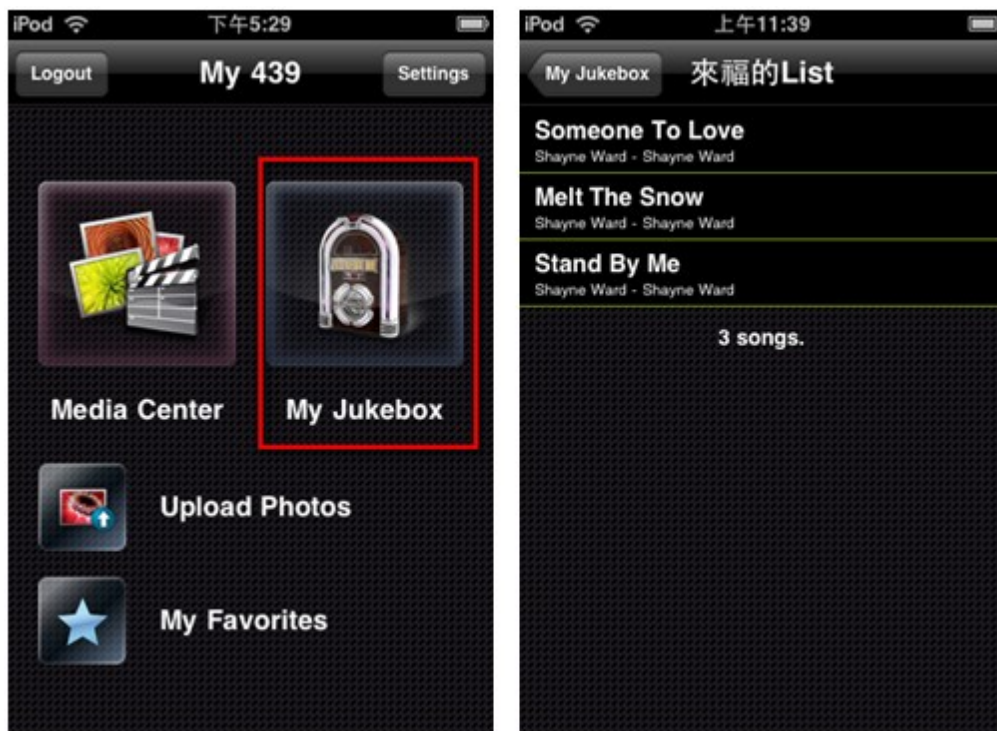 iPod 下午5:29
Logout My 439 Settings
Media Center My Jukebox
Upload Photos
My Favorites
iPod 上午11:39
My Jukebox 來福的List
Someone To Love
Shayne Ward - Shayne Ward
Melt The Snow
Shayne Ward - Shayne Ward
Stand By Me
Shayne Ward - Shayne Ward
3 songs.